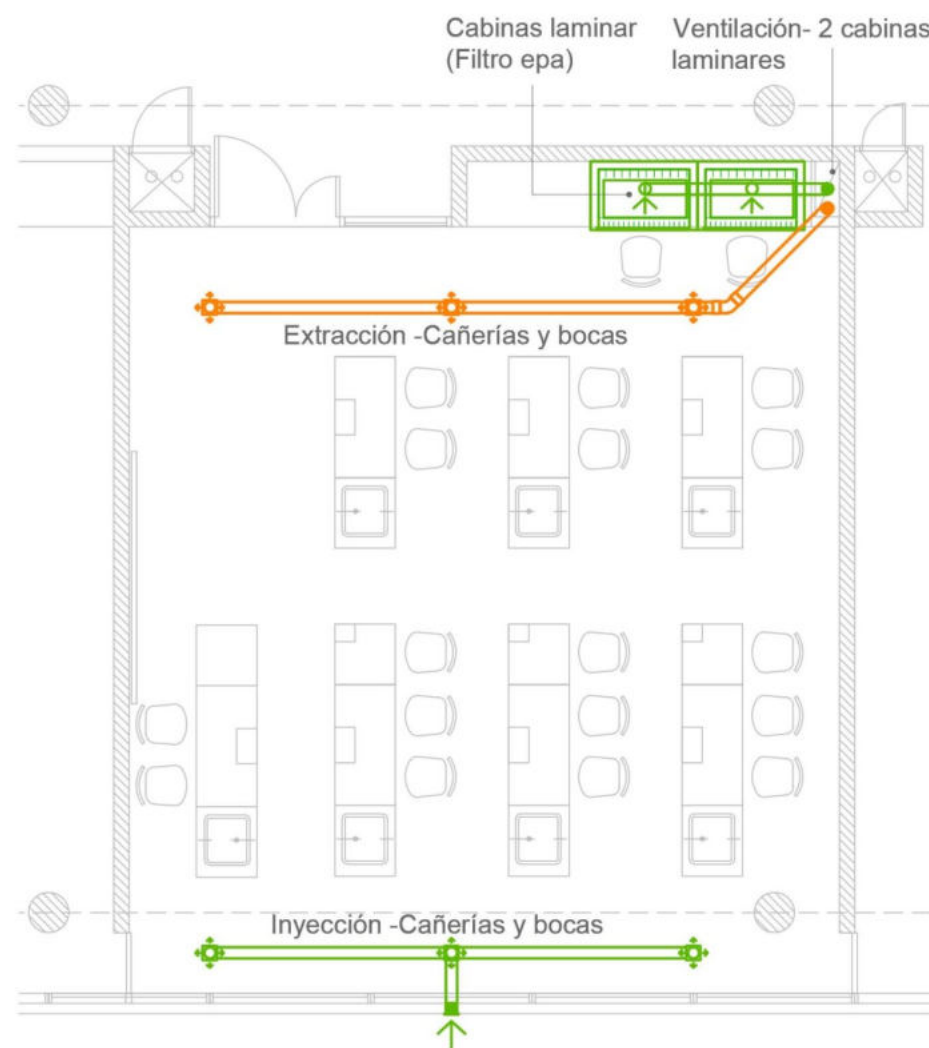 Cabinas laminar
(Filtro epa)
Ventilación- 2 cabinas
laminares
Extracción -Cañerías y bocas
Inyección -Cañerías y bocas